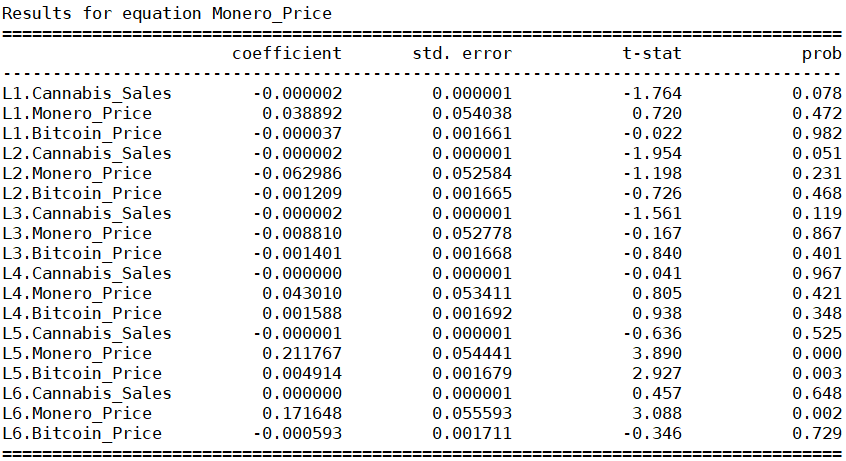 Results for equation Monero_Price
====================================================================================
                       coefficient       std. error           t-stat            prob
------------------------------------------------------------------------------------
L1.Cannabis_Sales        -0.000002         0.000001           -1.764           0.078
L1.Monero_Price           0.038892         0.054038            0.720           0.472
L1.Bitcoin_Price         -0.000037         0.001661           -0.022           0.982
L2.Cannabis_Sales        -0.000002         0.000001           -1.954           0.051
L2.Monero_Price          -0.062986         0.052584           -1.198           0.231
L2.Bitcoin_Price         -0.001209         0.001665           -0.726           0.468
L3.Cannabis_Sales        -0.000002         0.000001           -1.561           0.119
L3.Monero_Price          -0.008810         0.052778           -0.167           0.867
L3.Bitcoin_Price         -0.001401         0.001668           -0.840           0.401
L4.Cannabis_Sales        -0.000000         0.000001           -0.041           0.967
L4.Monero_Price           0.043010         0.053411            0.805           0.421
L4.Bitcoin_Price          0.001588         0.001692            0.938           0.348
L5.Cannabis_Sales        -0.000001         0.000001           -0.636           0.525
L5.Monero_Price           0.211767         0.054441            3.890           0.000
L5.Bitcoin_Price          0.004914         0.001679            2.927           0.003
L6.Cannabis_Sales         0.000000         0.000001            0.457           0.648
L6.Monero_Price           0.171648         0.055593            3.088           0.002
L6.Bitcoin_Price         -0.000593         0.001711           -0.346           0.729
====================================================================================